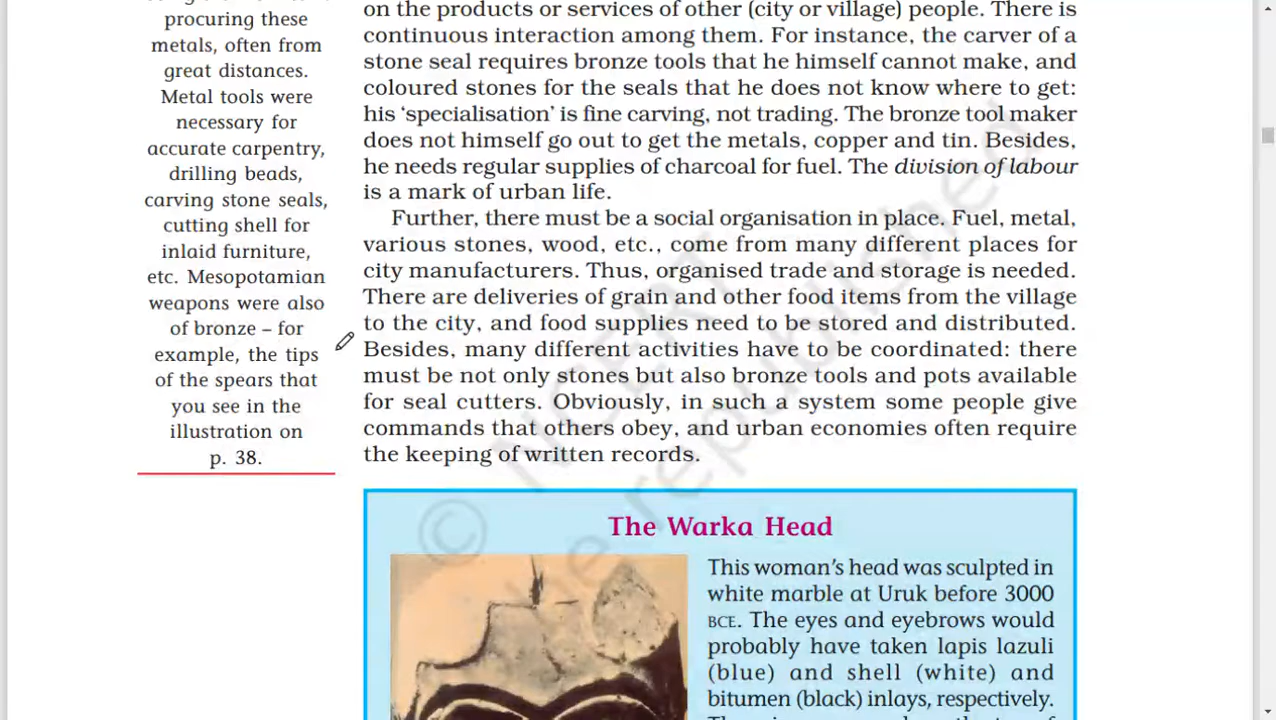 procuring these
metals, often from
great distances.
Metal tools were
necessary for
accurate carpentry,
drilling beads,
carving stone seals,
cutting shell for
inlaid furniture,
etc. Mesopotamian
weapons were also
of bronze – for
example, the tips
of the spears that
you see in the
illustration on
p. 38.
on the products or services of other (city or village) people. There is
continuous interaction among them. For instance, the carver of a
stone seal requires bronze tools that he himself cannot make, and
coloured stones for the seals that he does not know where to get:
his ‘specialisation’ is fine carving, not trading. The bronze tool maker
does not himself go out to get the metals, copper and tin. Besides,
he needs regular supplies of charcoal for fuel. The division of labour
is a mark of urban life.
Further, there must be a social organisation in place. Fuel, metal,
various stones, wood, etc., come from many different places for
city manufacturers. Thus, organised trade and storage is needed.
There are deliveries of grain and other food items from the village
to the city, and food supplies need to be stored and distributed.
Besides, many different activities have to be coordinated: there
must be not only stones but also bronze tools and pots available
for seal cutters. Obviously, in such a system some people give
commands that others obey, and urban economies often require
the keeping of written records.
The Warka Head
This woman’s head was sculpted in
white marble at Uruk before 3000
BCE. The eyes and eyebrows would
probably have taken lapis lazuli
(blue) and shell (white) and
bitumen (black) inlays, respectively.
© NCERT
republished